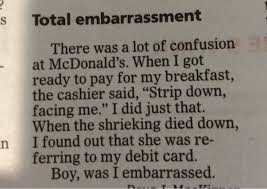 Total embarrassment
There was a lot of confusion
at McDonald's. When I got
ready to pay for my breakfast,
the cashier said, "Strip down,
facing me." I did just that.
When the shrieking died down,
I found out that she was re-
ferring to my debit card.
Boy, was I embarrassed.